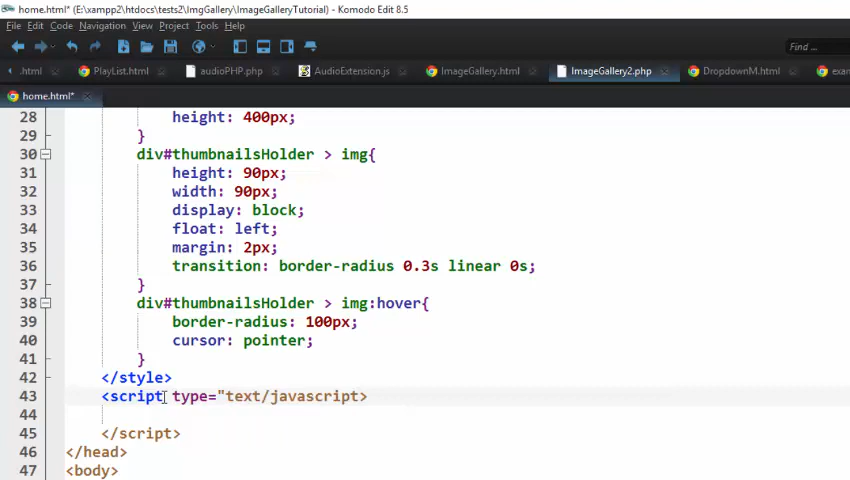 home.html* (E:\xampp2\htdocs\tests2\ImgGallery\ImageGalleryTutorial) - Komodo Edit 8.5
File Edit Code Navigation View Project Tools Help
Find ...
.html PlayList.html audioPHP.php AudioExtension.js ImageGallery.html ImageGallery2.php DropdownM.html
home.html*
28 height: 400px;
29 }
30 div#thumbnailsHolder > img{
31 height: 90px;
32 width: 90px;
33 display: block;
34 float: left;
35 margin: 2px;
36 transition: border-radius 0.3s linear 0s;
37 }
38 div#thumbnailsHolder > img:hover{
39 border-radius: 100px;
40 cursor: pointer;
41 }
42 </style>
43 <script type="text/javascript>
44
45 </script>
46 </head>
47 <body>